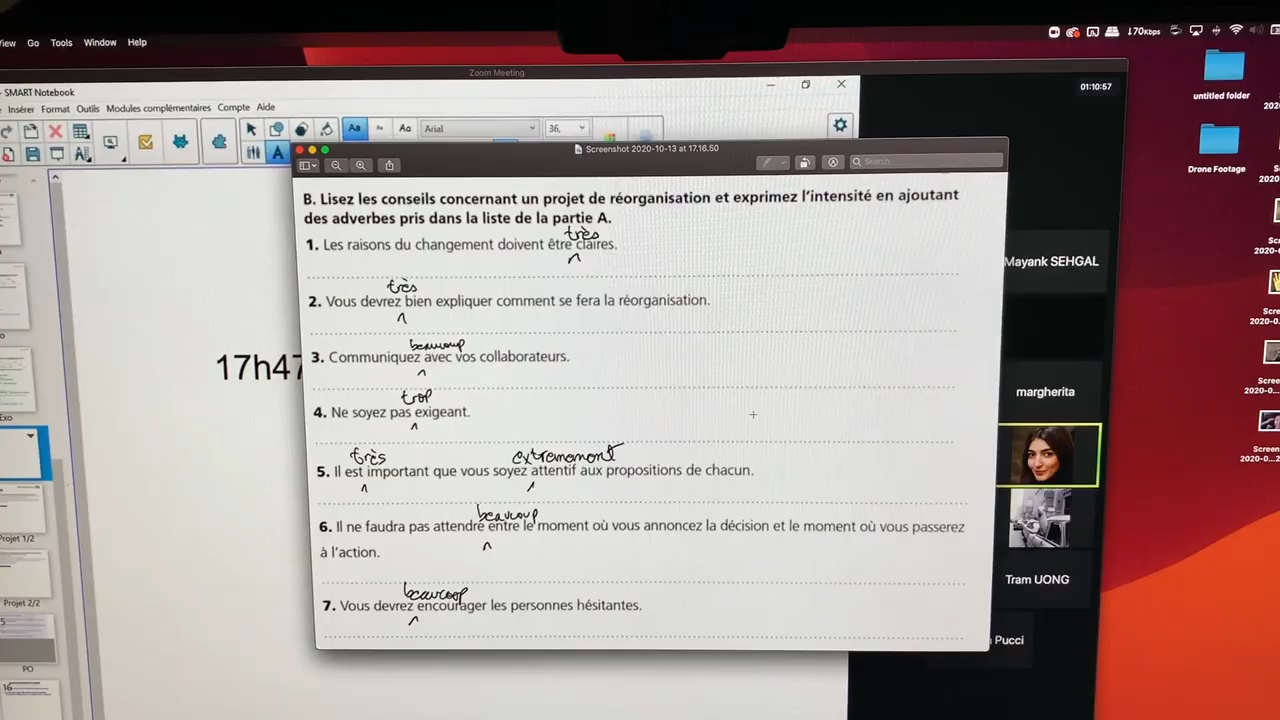 View Go Tools Window Help
70Kbps
Zoom Meeting
01:10:57
- SMART Notebook
Insérer Format Outils Modules complémentaires Compte Aide
Arial
36,
Screenshot 2020-10-13 at 17.16.50
Search
B. Lisez les conseils concernant un projet de réorganisation et exprimez l'intensité en ajoutant
des adverbes pris dans la liste de la partie A.
très
1. Les raisons du changement doivent être claires.
très
2. Vous devrez bien expliquer comment se fera la réorganisation.
beaucoup
3. Communiquez avec vos collaborateurs.
trop
4. Ne soyez pas exigeant.
très extremement
5. Il est important que vous soyez attentif aux propositions de chacun.
beaucoup
6. Il ne faudra pas attendre entre le moment où vous annoncez la décision et le moment où vous passerez
à l'action.
beaucoop
7. Vous devrez encourager les personnes hésitantes.
17h47
Exo
Projet 1/2
Projet 2/2
PO
16
Mayank SEHGAL
margherita
Tram UONG
Pucci
untitled folder
Drone Footage